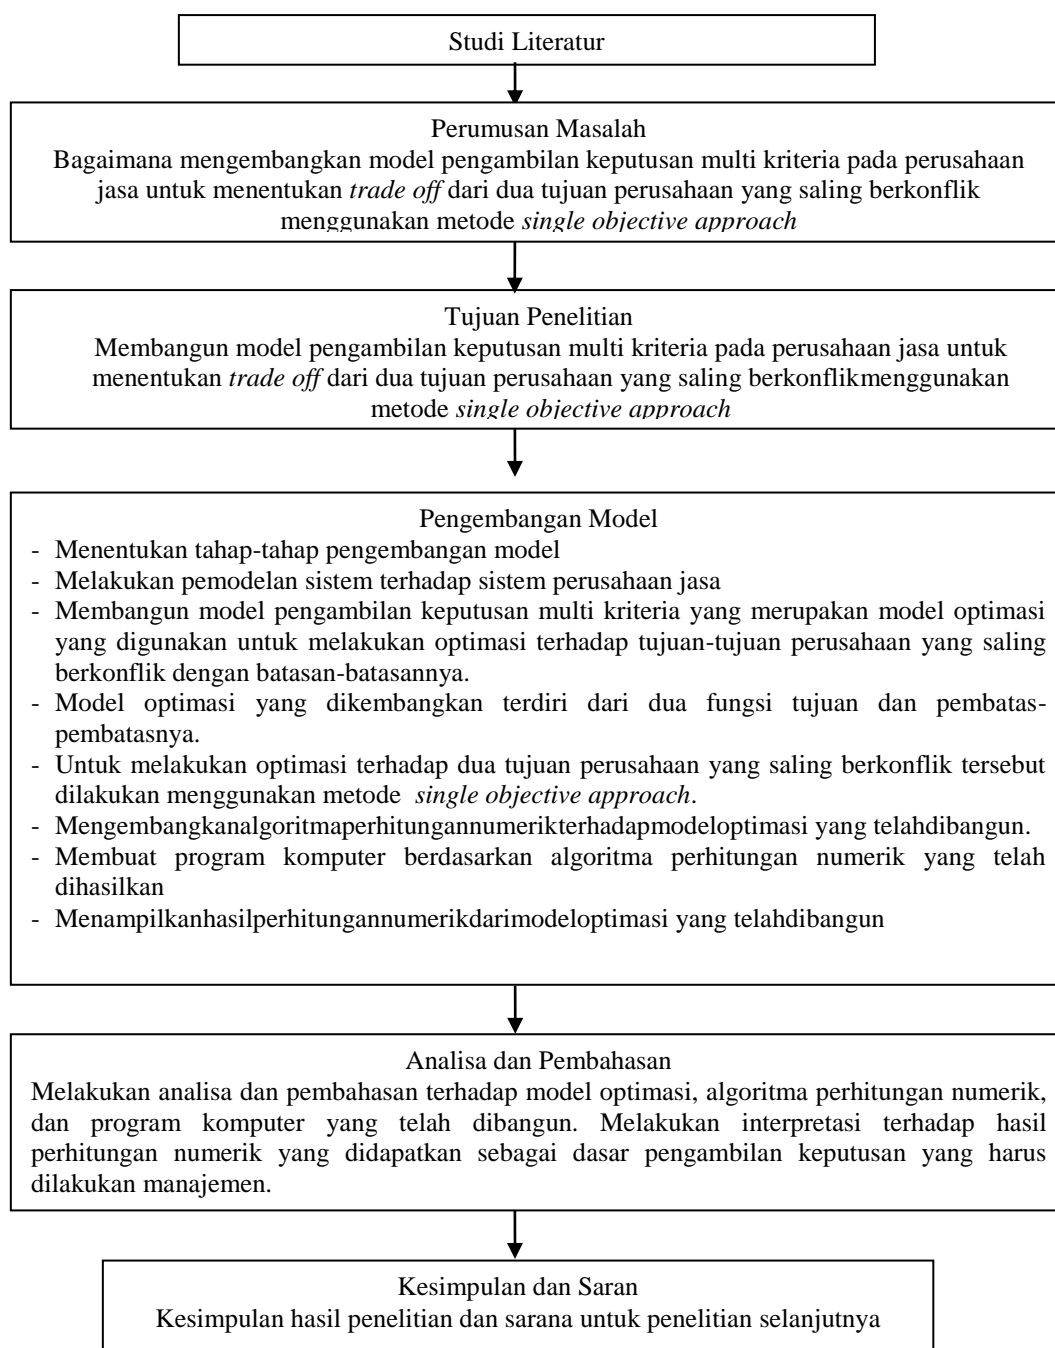 Studi Literatur
Perumusan Masalah
Bagaimana mengembangkan model pengambilan keputusan multi kriteria pada perusahaan
jasa untuk menentukan trade off dari dua tujuan perusahaan yang saling berkonflik
menggunakan metode single objective approach
Tujuan Penelitian
Membangun model pengambilan keputusan multi kriteria pada perusahaan jasa untuk
menentukan trade off dari dua tujuan perusahaan yang saling berkonflikmenggunakan
metode single objective approach
Pengembangan Model
- Menentukan tahap-tahap pengembangan model
- Melakukan pemodelan sistem terhadap sistem perusahaan jasa
- Membangun model pengambilan keputusan multi kriteria yang merupakan model optimasi
yang digunakan untuk melakukan optimasi terhadap tujuan-tujuan perusahaan yang saling
berkonflik dengan batasan-batasannya.
- Model optimasi yang dikembangkan terdiri dari dua fungsi tujuan dan pembatas-
pembatasnya.
- Untuk melakukan optimasi terhadap dua tujuan perusahaan yang saling berkonflik tersebut
dilakukan menggunakan metode single objective approach.
- Mengembangkanalgoritmaperhitungannumerikterhadapmodeloptimasi yang telahdibangun.
- Membuat program komputer berdasarkan algoritma perhitungan numerik yang telah
dihasilkan
- Menampilkanhasilperhitungannumerikdarimodeloptimasi yang telahdibangun
Analisa dan Pembahasan
Melakukan analisa dan pembahasan terhadap model optimasi, algoritma perhitungan numerik,
dan program komputer yang telah dibangun. Melakukan interpretasi terhadap hasil
perhitungan numerik yang didapatkan sebagai dasar pengambilan keputusan yang harus
dilakukan manajemen.
Kesimpulan dan Saran
Kesimpulan hasil penelitian dan sarana untuk penelitian selanjutnya